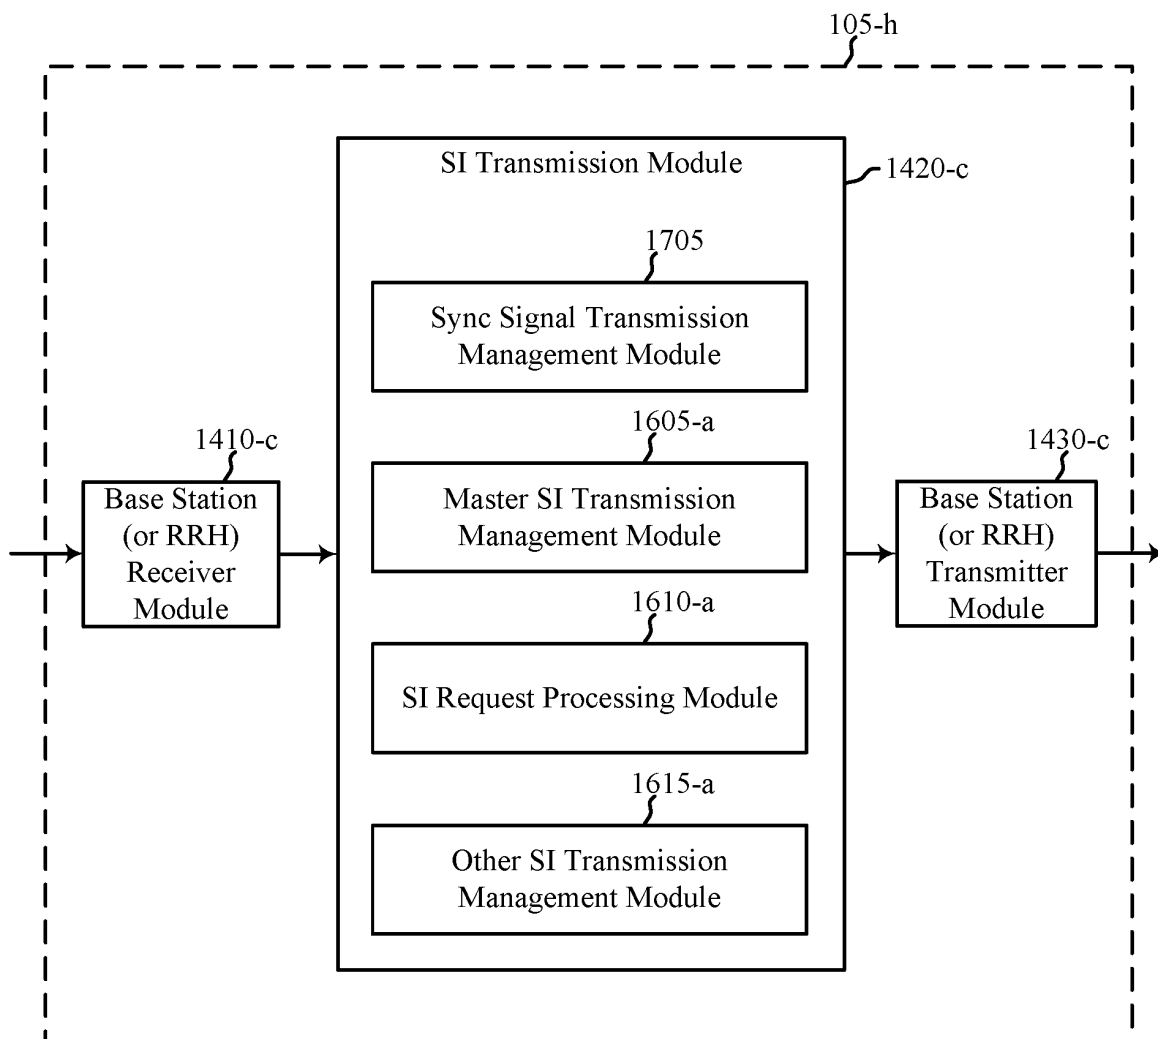 105-h
SI Transmission Module
1420-c
1705
Sync Signal Transmission
Management Module
1605-a
1410-c
1430-c
Base Station
(or RRH)
Receiver
Module
Master SI Transmission
Management Module
Base Station
(or RRH)
Transmitter
Module
1610-a
SI Request Processing Module
1615-a
Other SI Transmission
Management Module